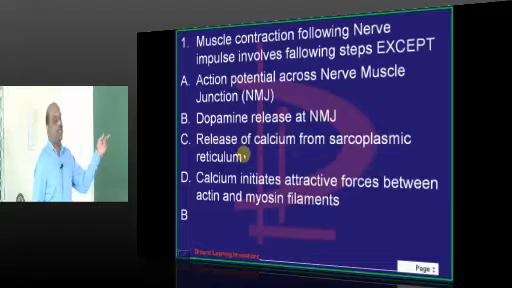 1. Muscle contraction following Nerve
impulse involves fallowing steps EXCEPT
A. Action potential across Nerve Muscle
Junction (NMJ)
B. Dopamine release at NMJ
C. Release of calcium from sarcoplasmic
reticulum
D. Calcium initiates attractive forces between
actin and myosin filaments
B
Page